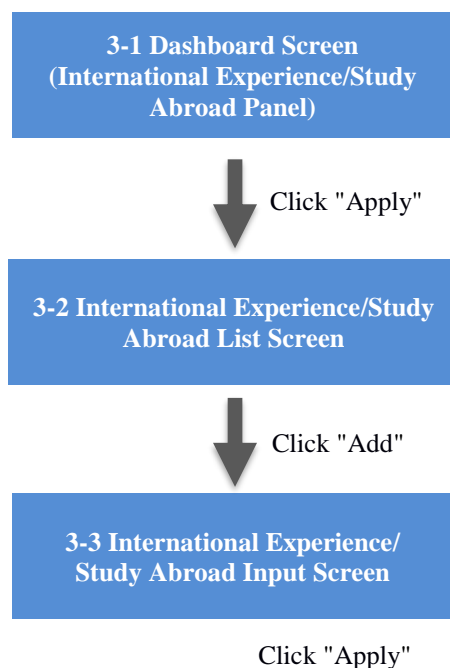 3-1 Dashboard Screen
(International Experience/Study
Abroad Panel)
Click "Apply"
3-2 International Experience/Study
Abroad List Screen
Click "Add"
3-3 International Experience/
Study Abroad Input Screen
Click "Apply"